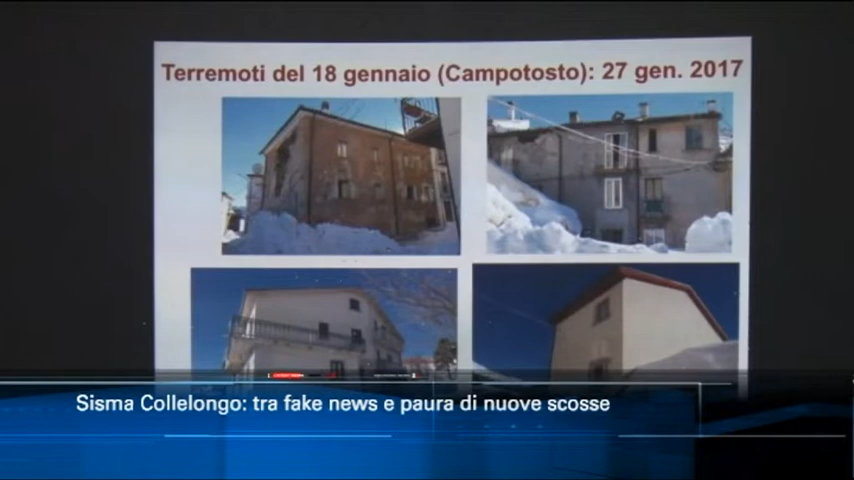 Terremoti del 18 gennaio (Campotosto): 27 gen. 2017
Sisma Collelongo: tra fake news e paura di nuove scosse